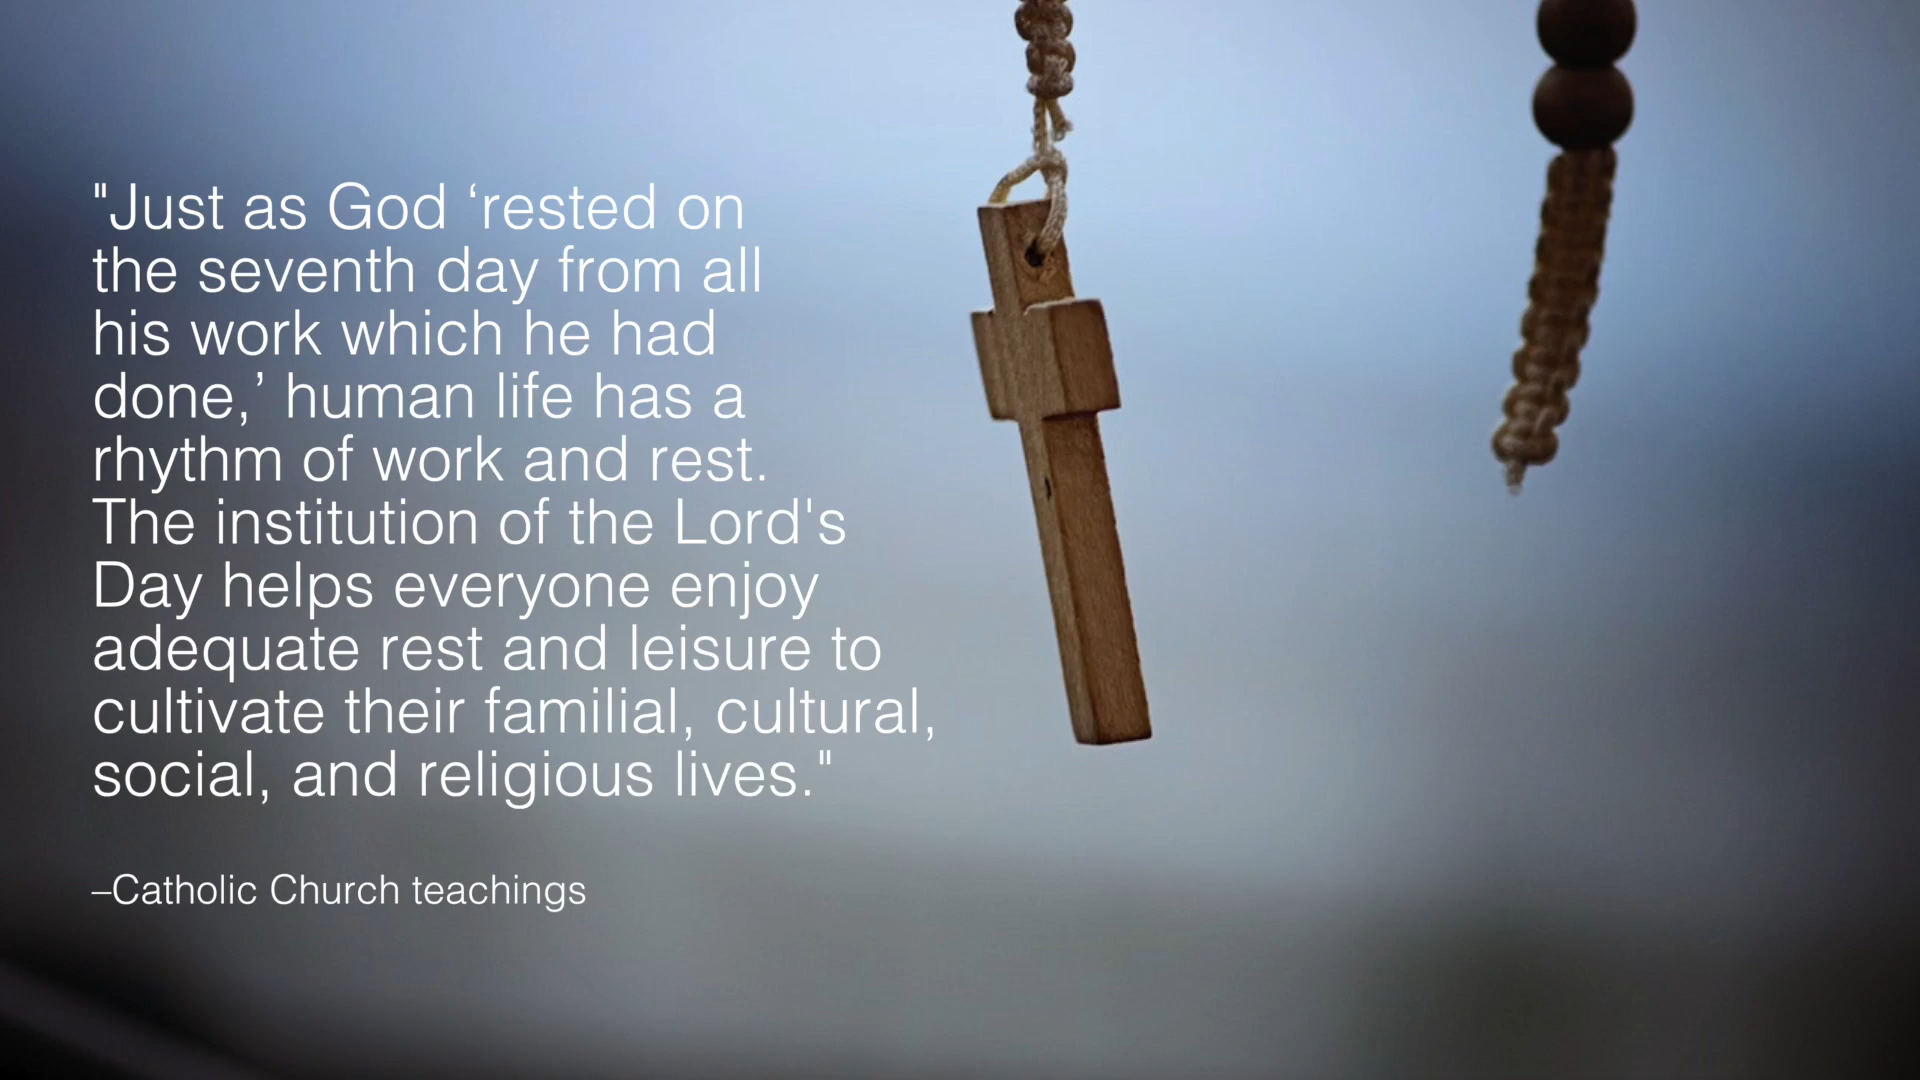 "Just as God ‘rested on
the seventh day from all
his work which he had
done,’ human life has a
rhythm of work and rest.
The institution of the Lord's
Day helps everyone enjoy
adequate rest and leisure to
cultivate their familial, cultural,
social, and religious lives."
–Catholic Church teachings